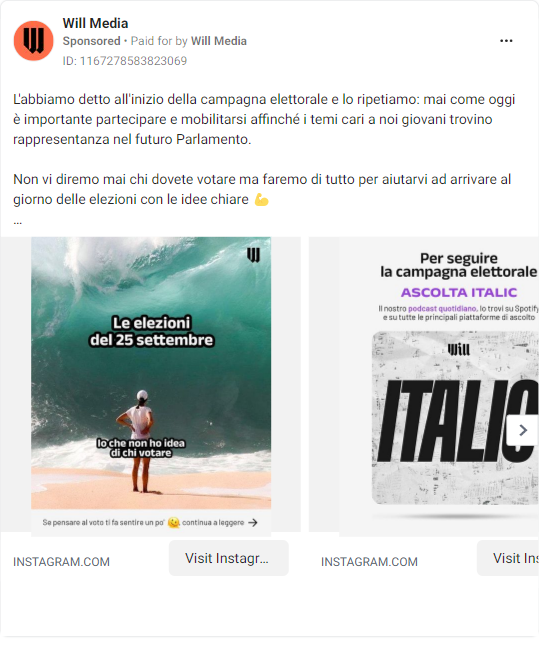 Will Media
Sponsored • Paid for by Will Media
ID: 1167278583823069
L'abbiamo detto all'inizio della campagna elettorale e lo ripetiamo: mai come oggi
è importante partecipare e mobilitarsi affinché i temi cari a noi giovani trovino
rappresentanza nel futuro Parlamento.
Non vi diremo mai chi dovete votare ma faremo di tutto per aiutarvi ad arrivare al
giorno delle elezioni con le idee chiare 💪
...
Le elezioni
del 25 settembre
Io che non ho idea
di chi votare
Se pensare al voto ti fa sentire un po' 🫠, continua a leggere →
INSTAGRAM.COM
Visit Instagr...
Per seguire
la campagna elettorale
ASCOLTA ITALIC
Il nostro podcast quotidiano, lo trovi su Spotify
e su tutte le principali piattaforme di ascolto
Will
ITALIC
INSTAGRAM.COM
Visit Ins